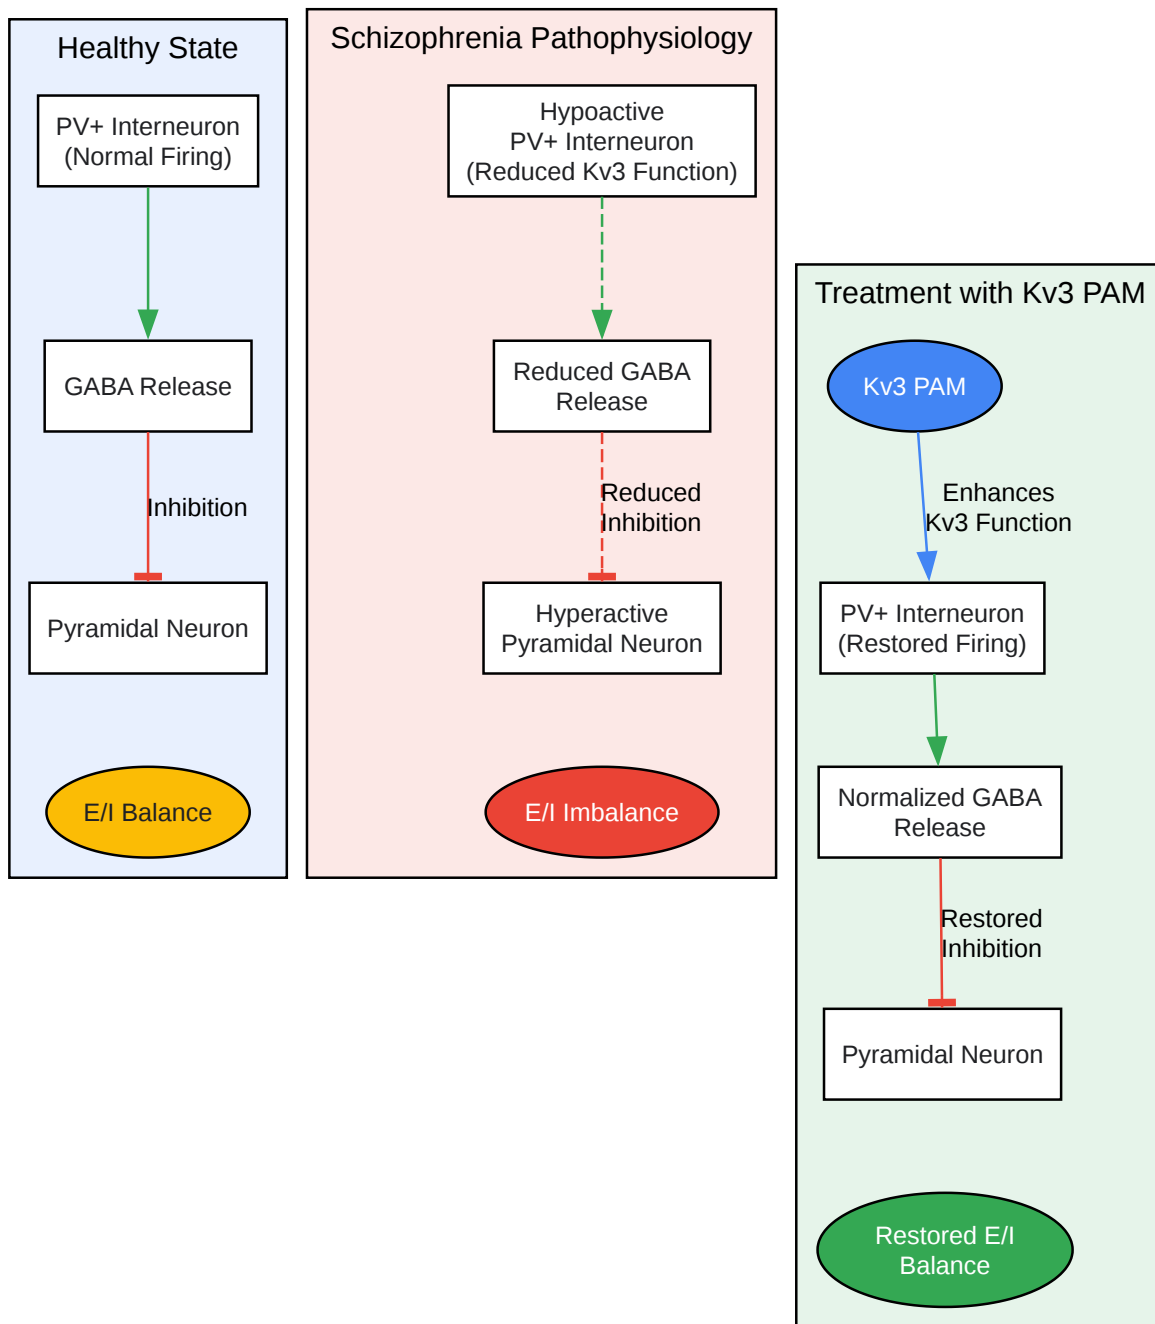 Healthy State
PV+ Interneuron
(Normal Firing)
GABA Release
Inhibition
Pyramidal Neuron
E/I Balance
Schizophrenia Pathophysiology
Hypoactive
PV+ Interneuron
(Reduced Kv3 Function)
Reduced GABA
Release
Reduced
Inhibition
Hyperactive
Pyramidal Neuron
E/I Imbalance
Treatment with Kv3 PAM
Kv3 PAM
Enhances
Kv3 Function
PV+ Interneuron
(Restored Firing)
Normalized GABA
Release
Restored
Inhibition
Pyramidal Neuron
Restored E/I
Balance